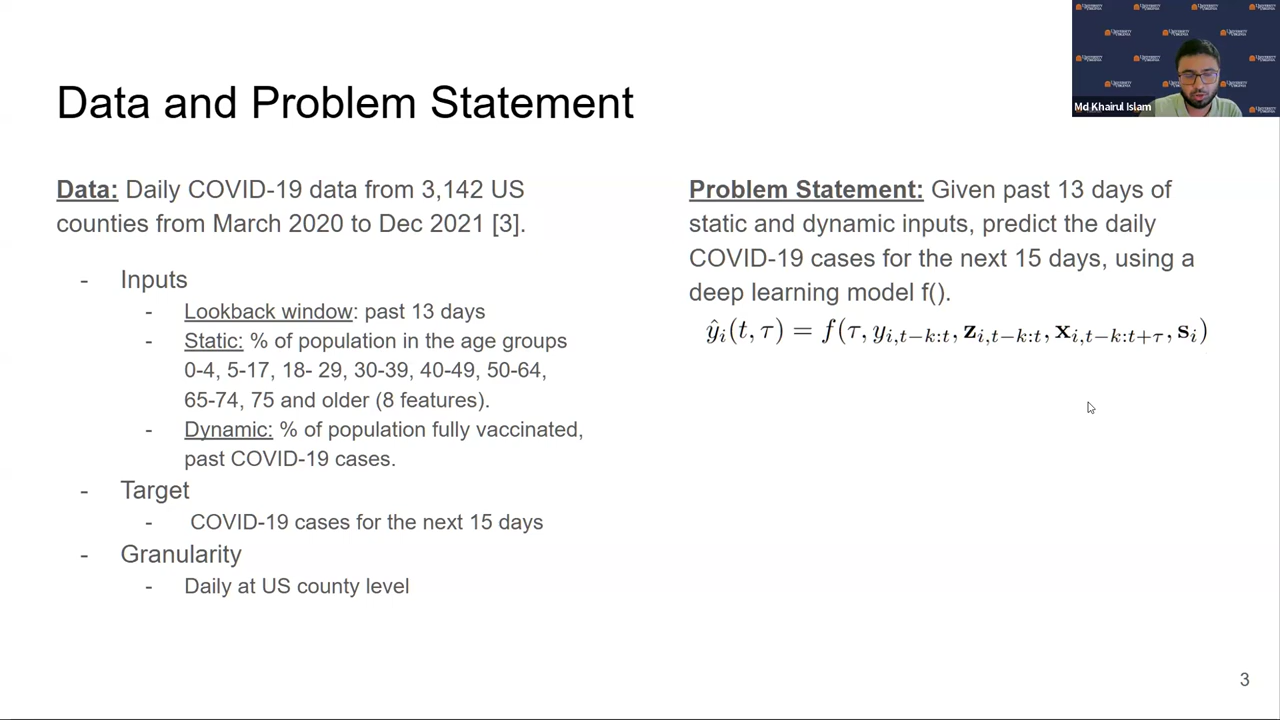 Data and Problem Statement
Md Khairul Islam
Data: Daily COVID-19 data from 3,142 US
counties from March 2020 to Dec 2021 [3].
- Inputs
- Lookback window: past 13 days
- Static: % of population in the age groups
0-4, 5-17, 18- 29, 30-39, 40-49, 50-64,
65-74, 75 and older (8 features).
- Dynamic: % of population fully vaccinated,
past COVID-19 cases.
- Target
- COVID-19 cases for the next 15 days
- Granularity
- Daily at US county level
Problem Statement: Given past 13 days of
static and dynamic inputs, predict the daily
COVID-19 cases for the next 15 days, using a
deep learning model f().
ŷᵢ(t, τ) = f(τ, y_{i,t−k:t}, z_{i,t−k:t}, x_{i,t−k:t+τ}, sᵢ)
3